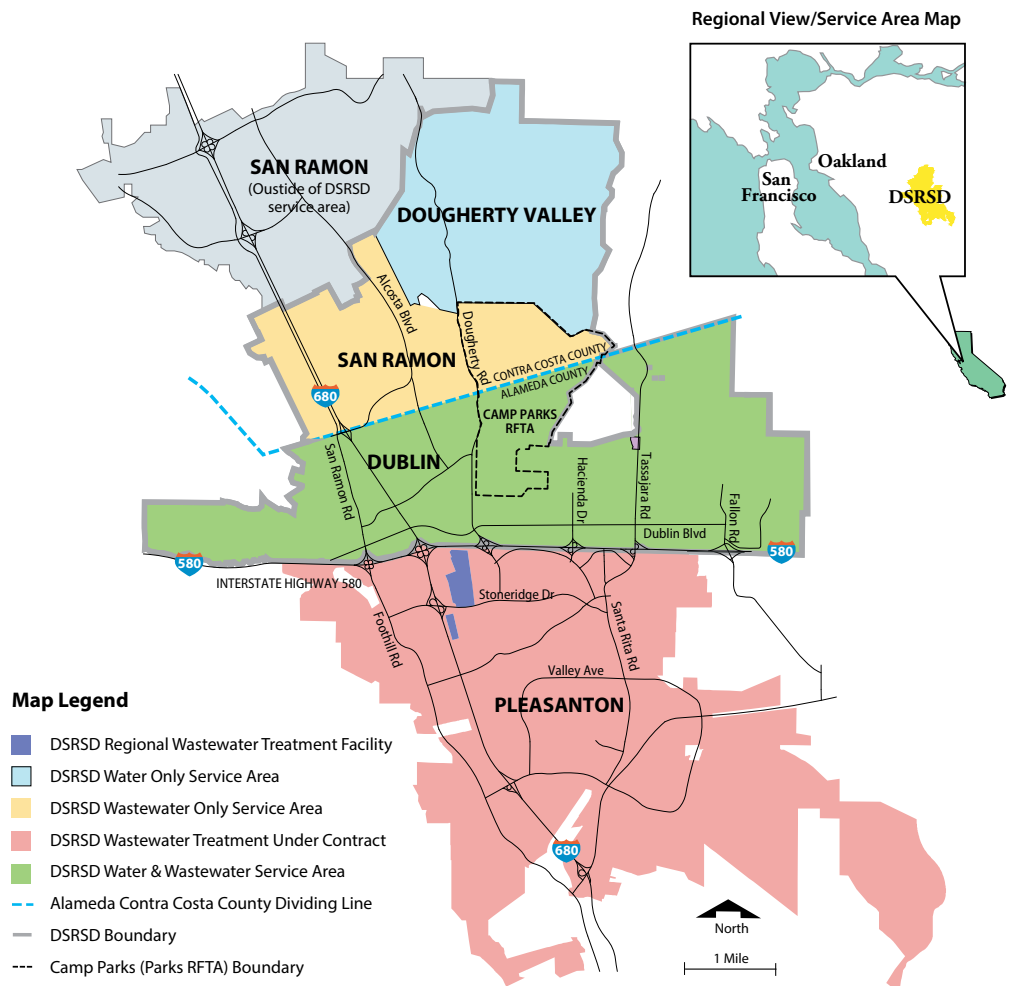 Regional View/Service Area Map
Oakland
San
Francisco
DSRSD
SAN RAMON
(Oustide of DSRSD
service area)
DOUGHERTY VALLEY
Alcosta Blvd
Dougherty Rd
SAN RAMON
CONTRA COSTA COUNTY
ALAMEDA COUNTY
680
CAMP PARKS
RFTA
DUBLIN
San Ramon Rd
Hacienda Dr
Tassajara Rd
Fallon Rd
Dublin Blvd
580
580
INTERSTATE HIGHWAY 580
Stoneridge Dr
Foothill Rd
Santa Rita Rd
Valley Ave
PLEASANTON
680
Map Legend
DSRSD Regional Wastewater Treatment Facility
DSRSD Water Only Service Area
DSRSD Wastewater Only Service Area
DSRSD Wastewater Treatment Under Contract
DSRSD Water & Wastewater Service Area
Alameda Contra Costa County Dividing Line
DSRSD Boundary
Camp Parks (Parks RFTA) Boundary
North
1 Mile